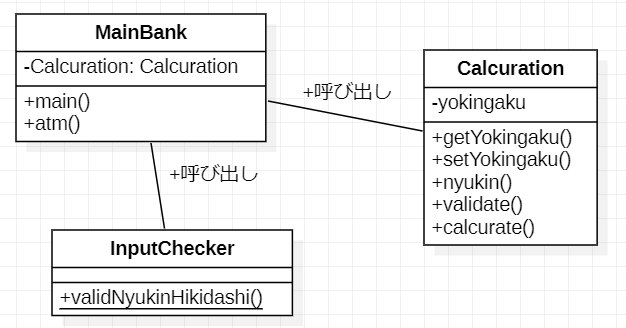 MainBank
-Calcuration: Calcuration
+main()
+atm()
+呼び出し
Calcuration
-yokingaku
+getYokingaku()
+setYokingaku()
+nyukin()
+validate()
+calcurate()
+呼び出し
InputChecker
+validNyukinHikidashi()